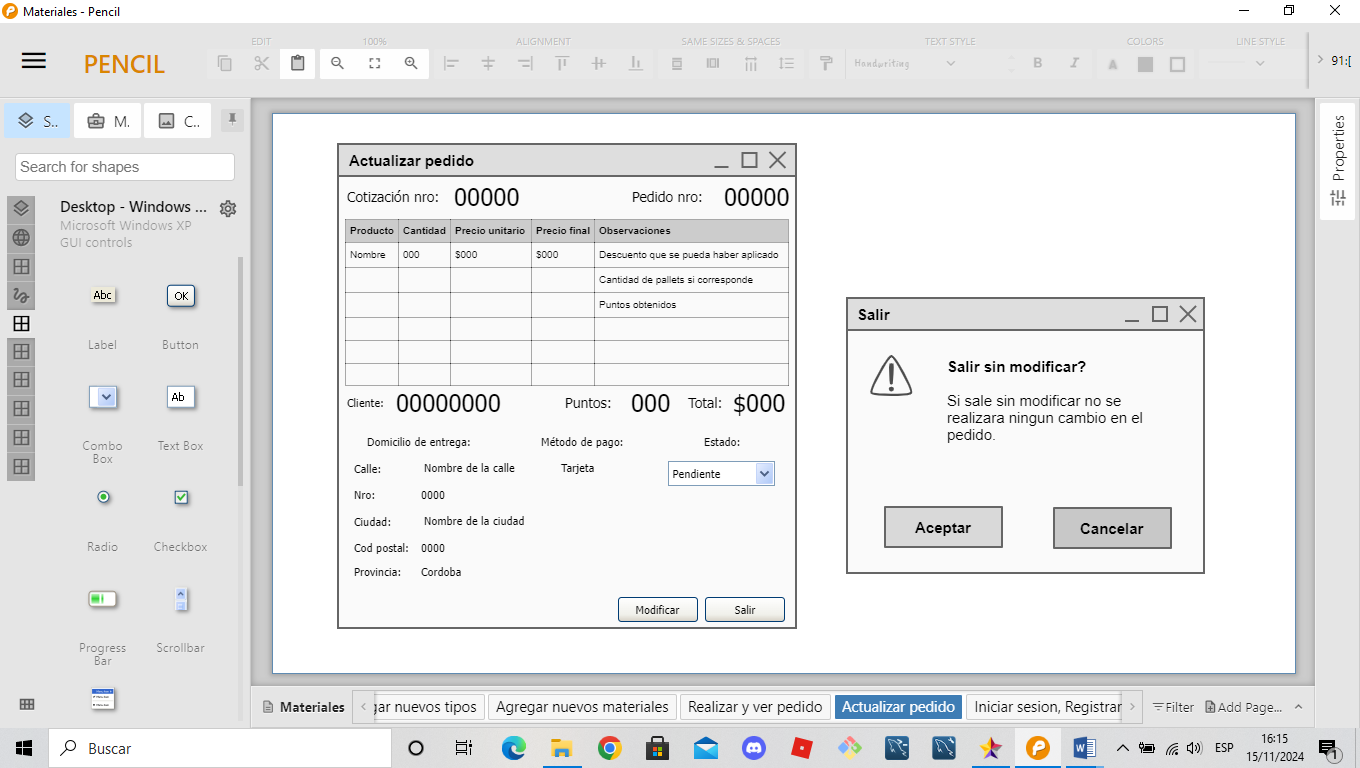 Materiales - Pencil
PENCIL
EDIT
100%
ALIGNMENT
SAME SIZES & SPACES
TEXT STYLE
COLORS
LINE STYLE
Handwriting
B
I
A
91:[
S..
M.
C..
Search for shapes
Desktop - Windows ...
Microsoft Windows XP
GUI controls
Abc
OK
Label
Button
Ab
Combo
Box
Text Box
Radio
Checkbox
Progress
Bar
Scrollbar
Actualizar pedido
Cotización nro: 00000 Pedido nro: 00000
Producto Cantidad Precio unitario Precio final Observaciones
Nombre 000 $000 $000 Descuento que se pueda haber aplicado
Cantidad de pallets si corresponde
Puntos obtenidos
Cliente: 00000000 Puntos: 000 Total: $000
Domicilio de entrega: Método de pago: Estado:
Calle: Nombre de la calle Tarjeta Pendiente
Nro: 0000
Ciudad: Nombre de la ciudad
Cod postal: 0000
Provincia: Cordoba
Modificar Salir
Salir
Salir sin modificar?
Si sale sin modificar no se
realizara ningun cambio en el
pedido.
Aceptar Cancelar
Properties
Materiales
gar nuevos tipos
Agregar nuevos materiales
Realizar y ver pedido
Actualizar pedido
Iniciar sesion, Registrar
Filter
Add Page...
Buscar
ESP
16:15
15/11/2024
1